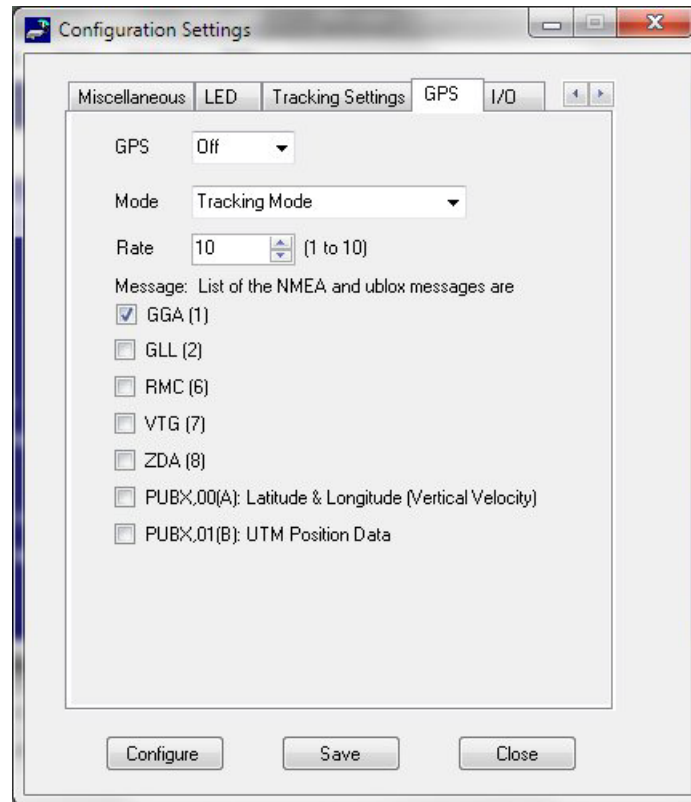 Configuration Settings
Miscellaneous LED Tracking Settings GPS I/O
GPS Off
Mode Tracking Mode
Rate 10 (1 to 10)
Message: List of the NMEA and ublox messages are
GGA (1)
GLL (2)
RMC (6)
VTG (7)
ZDA (8)
PUBX,00(A): Latitude & Longitude (Vertical Velocity)
PUBX,01(B): UTM Position Data
Configure Save Close